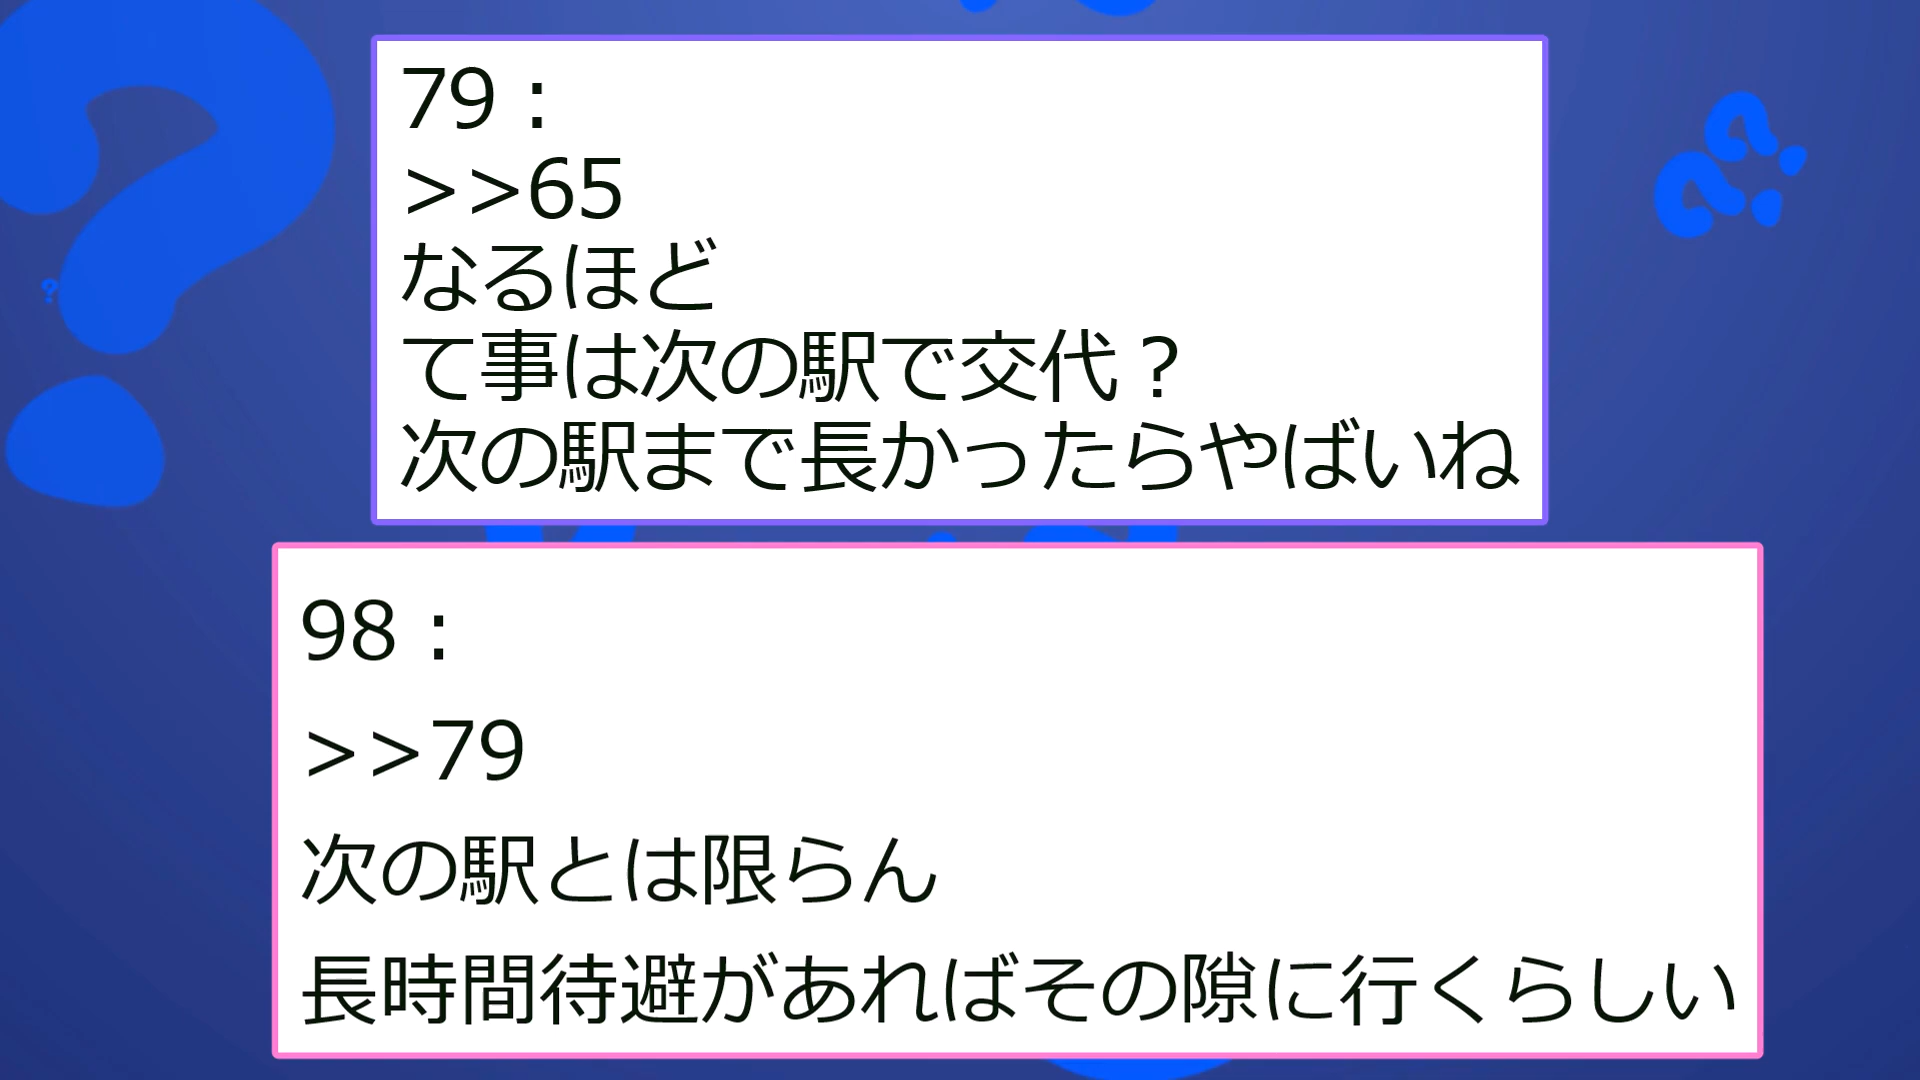 79：
>>65
なるほど
て事は次の駅で交代？
次の駅まで長かったらやばいね
98：
>>79
次の駅とは限らん
長時間待避があればその隙に行くらしい